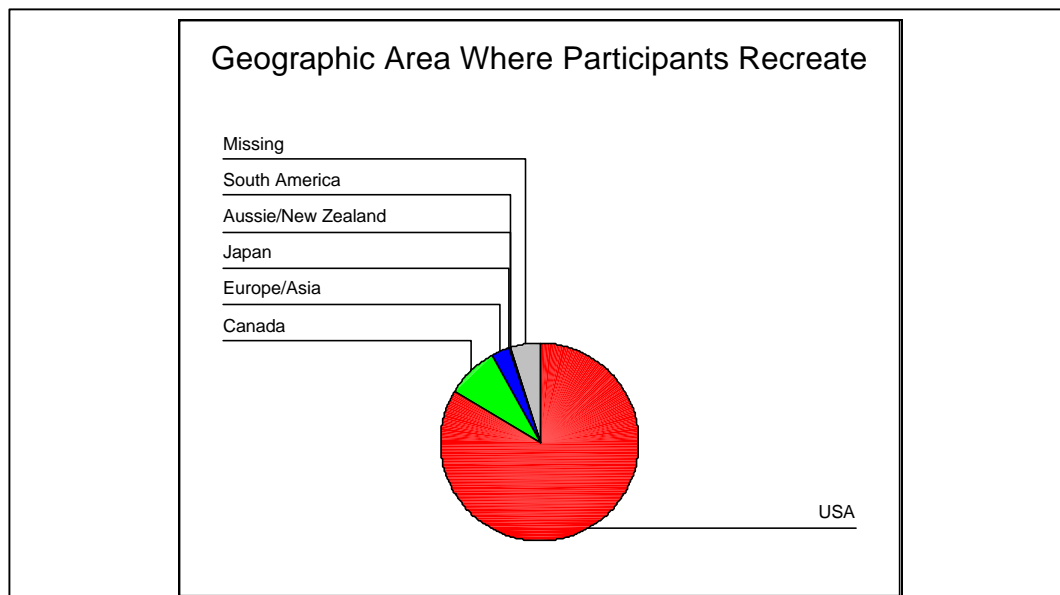 Geographic Area Where Participants Recreate
Missing
South America
Aussie/New Zealand
Japan
Europe/Asia
Canada
USA